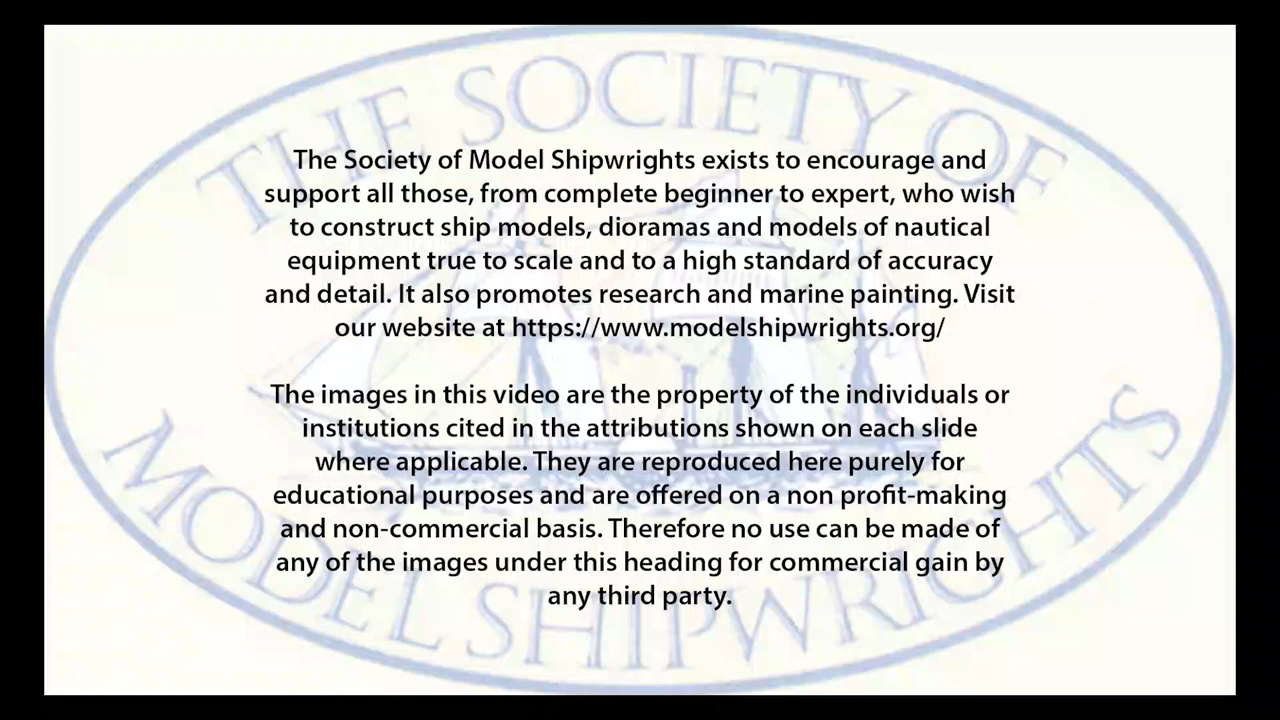 THE SOCIETY OF
The Society of Model Shipwrights exists to encourage and
support all those, from complete beginner to expert, who wish
to construct ship models, dioramas and models of nautical
equipment true to scale and to a high standard of accuracy
and detail. It also promotes research and marine painting. Visit
our website at https://www.modelshipwrights.org/
The images in this video are the property of the individuals or
institutions cited in the attributions shown on each slide
where applicable. They are reproduced here purely for
educational purposes and are offered on a non profit-making
and non-commercial basis. Therefore no use can be made of
any of the images under this heading for commercial gain by
any third party.
MODEL SHIPWRIGHTS